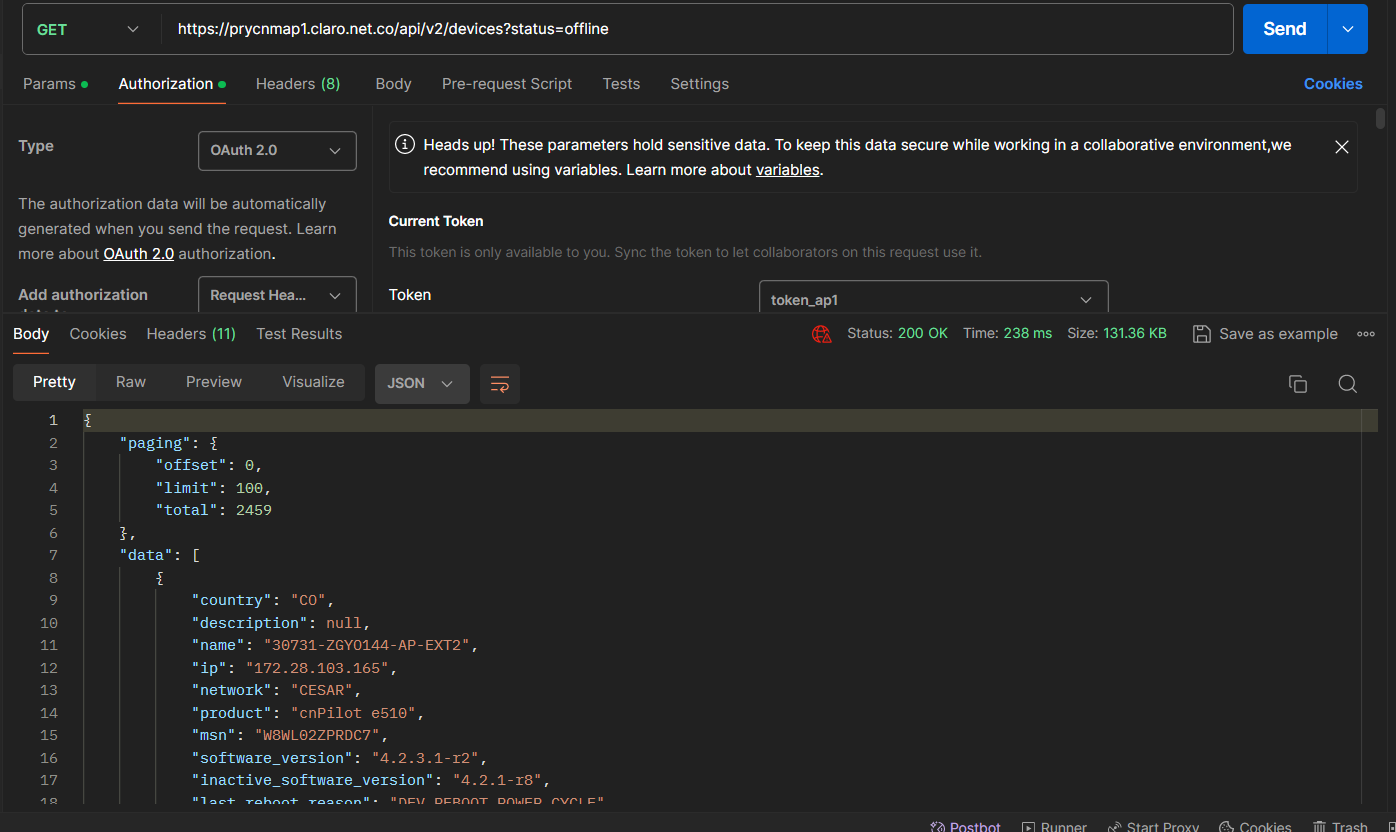 GET
https://prycnmap1.claro.net.co/api/v2/devices?status=offline
Send
Params
Authorization
Headers (8)
Body
Pre-request Script
Tests
Settings
Cookies
Type
OAuth 2.0
The authorization data will be automatically
generated when you send the request. Learn
more about OAuth 2.0 authorization.
Add authorization
Request Hea...
Heads up! These parameters hold sensitive data. To keep this data secure while working in a collaborative environment,we
recommend using variables. Learn more about variables.
Current Token
This token is only available to you. Sync the token to let collaborators on this request use it.
Token
token_ap1
Body
Cookies
Headers (11)
Test Results
Status: 200 OK
Time: 238 ms
Size: 131.36 KB
Save as example
Pretty
Raw
Preview
Visualize
JSON
1 {
2 "paging": {
3 "offset": 0,
4 "limit": 100,
5 "total": 2459
6 },
7 "data": [
8 {
9 "country": "CO",
10 "description": null,
11 "name": "30731-ZGYO144-AP-EXT2",
12 "ip": "172.28.103.165",
13 "network": "CESAR",
14 "product": "cnPilot e510",
15 "msn": "W8WL02ZPRDC7",
16 "software_version": "4.2.3.1-r2",
17 "inactive_software_version": "4.2.1-r8",
18 "last_reboot_reason": "DEV_REBOOT_POWER_CYCLE"
Postbot
Runner
Start Proxy
Cookies
Trash